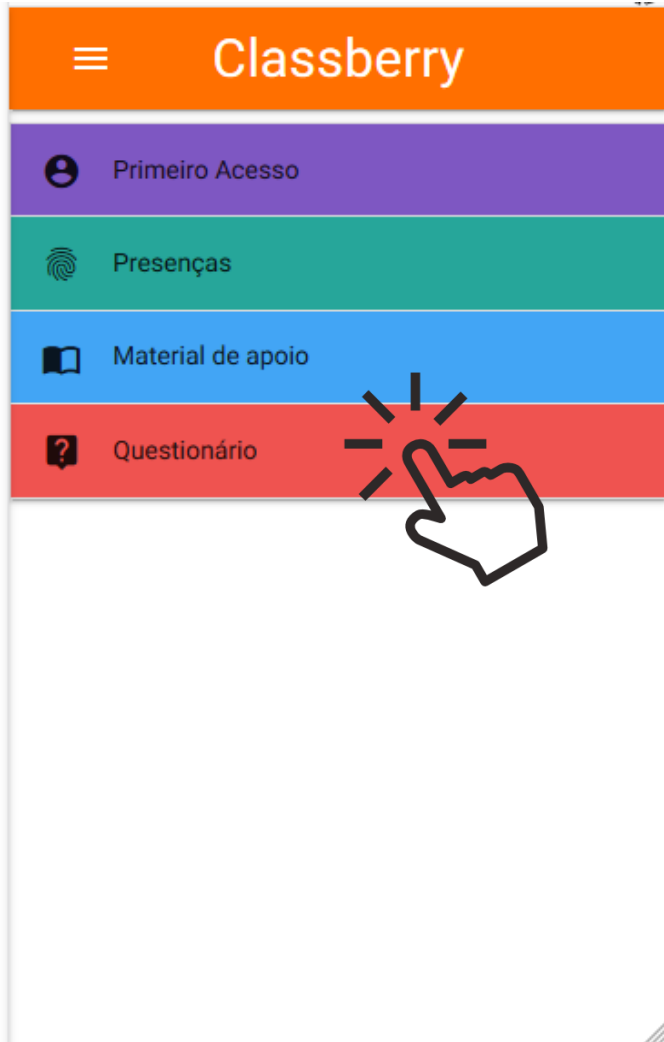 Classberry
Primeiro Acesso
Presenças
Material de apoio
Questionário